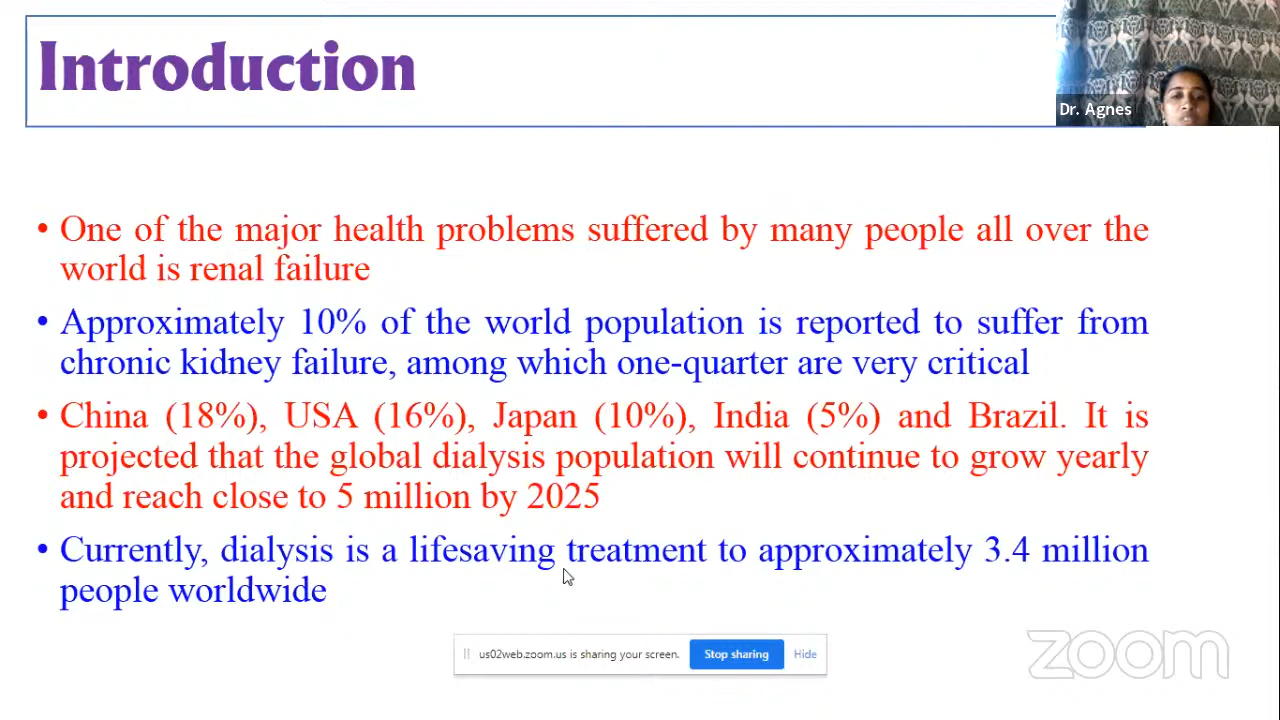 Introduction
Dr. Agnes
• One of the major health problems suffered by many people all over the
world is renal failure
• Approximately 10% of the world population is reported to suffer from
chronic kidney failure, among which one-quarter are very critical
• China (18%), USA (16%), Japan (10%), India (5%) and Brazil. It is
projected that the global dialysis population will continue to grow yearly
and reach close to 5 million by 2025
• Currently, dialysis is a lifesaving treatment to approximately 3.4 million
people worldwide
us02web.zoom.us is sharing your screen. Stop sharing Hide
zoom